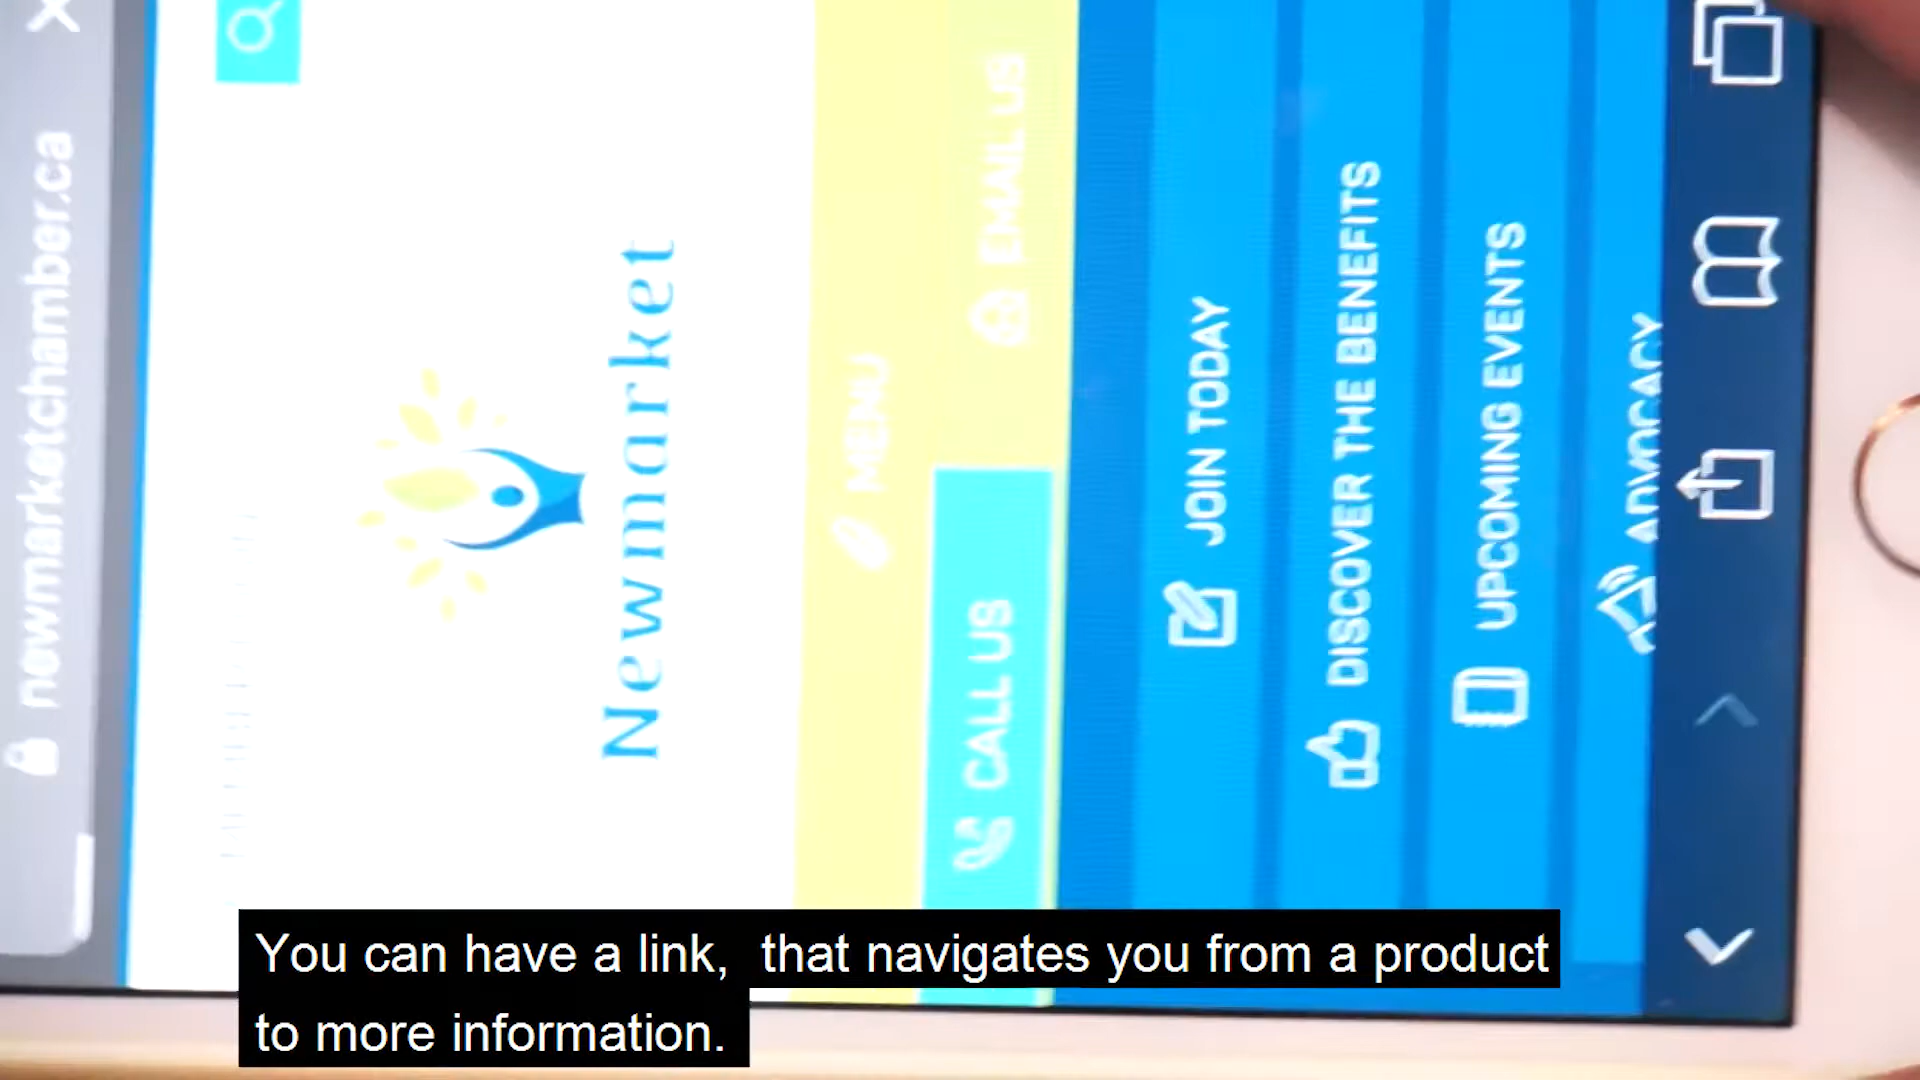 newmarketchamber.ca
Newmarket
MENU
CALL US
EMAIL US
JOIN TODAY
DISCOVER THE BENEFITS
UPCOMING EVENTS
ADVOCACY
You can have a link, that navigates you from a product
to more information.